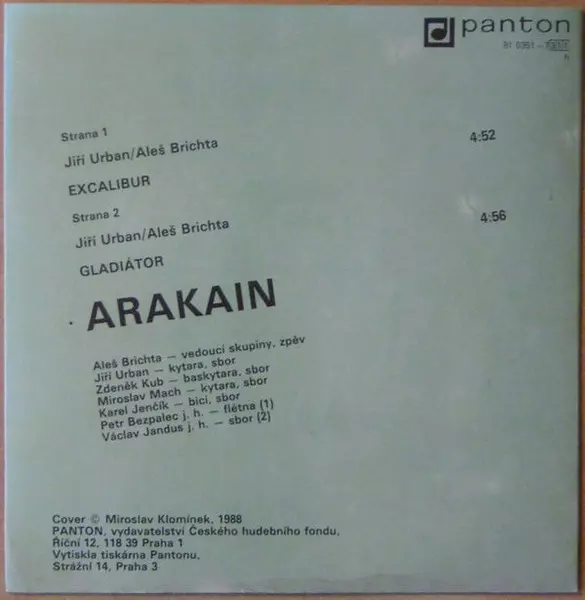 panton
81 0351–
R
Strana 1
Jiří Urban/Aleš Brichta 4:52
EXCALIBUR
Strana 2
Jiří Urban/Aleš Brichta 4:56
GLADIÁTOR
ARAKAIN
Aleš Brichta — vedoucí skupiny, zpěv
Jiří Urban — kytara, sbor
Zdeněk Kub — baskytara, sbor
Miroslav Mach — kytara, sbor
Karel Jenčík — bicí, sbor
Petr Bezpalec j. h. — flétna (1)
Václav Jandus j. h. — sbor (2)
Cover © Miroslav Klomínek, 1988
PANTON, vydavatelství Českého hudebního fondu,
Říční 12, 118 39 Praha 1
Vytiskla tiskárna Pantonu,
Strážní 14, Praha 3